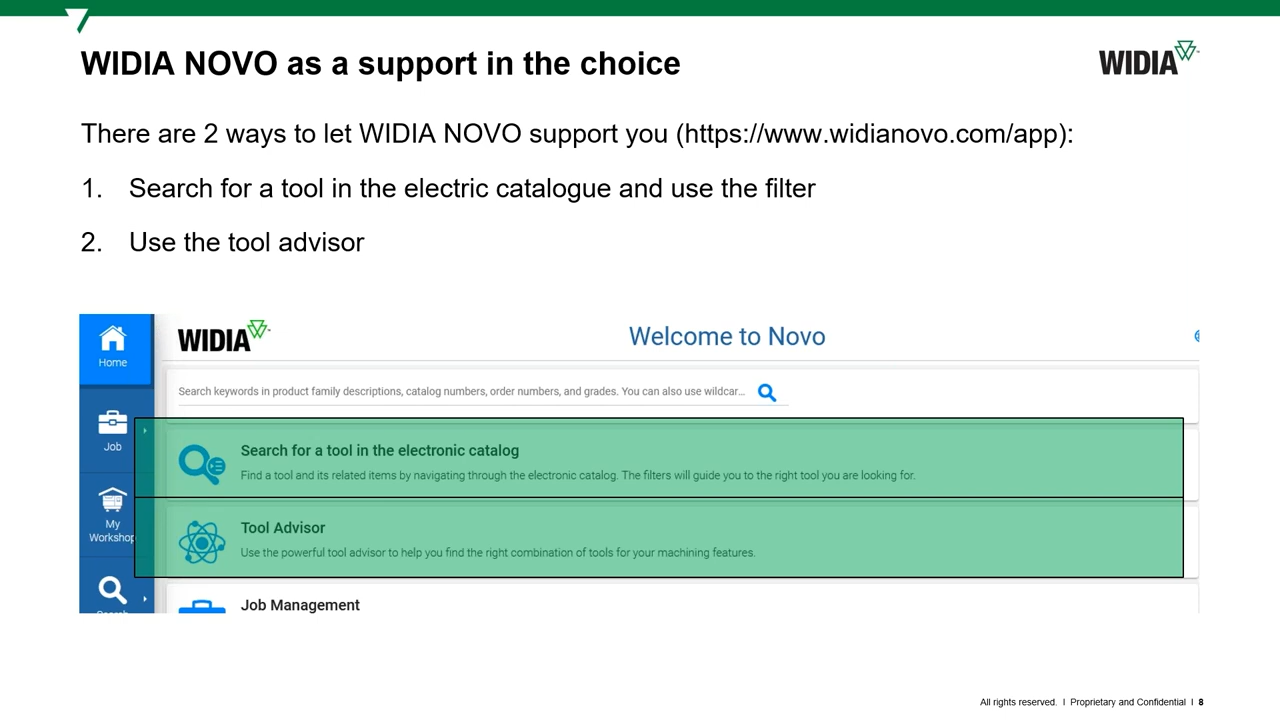 WIDIA NOVO as a support in the choice
WIDIA
There are 2 ways to let WIDIA NOVO support you (https://www.widianovo.com/app):
1. Search for a tool in the electric catalogue and use the filter
2. Use the tool advisor
Home
WIDIA
Welcome to Novo
Search keywords in product family descriptions, catalog numbers, order numbers, and grades. You can also use wildcar...
Job
Search for a tool in the electronic catalog
Find a tool and its related items by navigating through the electronic catalog. The filters will guide you to the right tool you are looking for.
My
Workshop
Tool Advisor
Use the powerful tool advisor to help you find the right combination of tools for your machining features.
Job Management
All rights reserved. I Proprietary and Confidential I 8